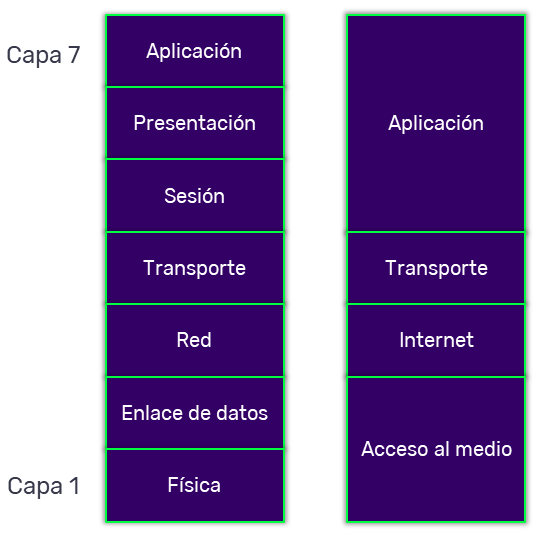 Capa 7
Aplicación
Presentación
Sesión
Transporte
Red
Enlace de datos
Capa 1
Física
Aplicación
Transporte
Internet
Acceso al medio